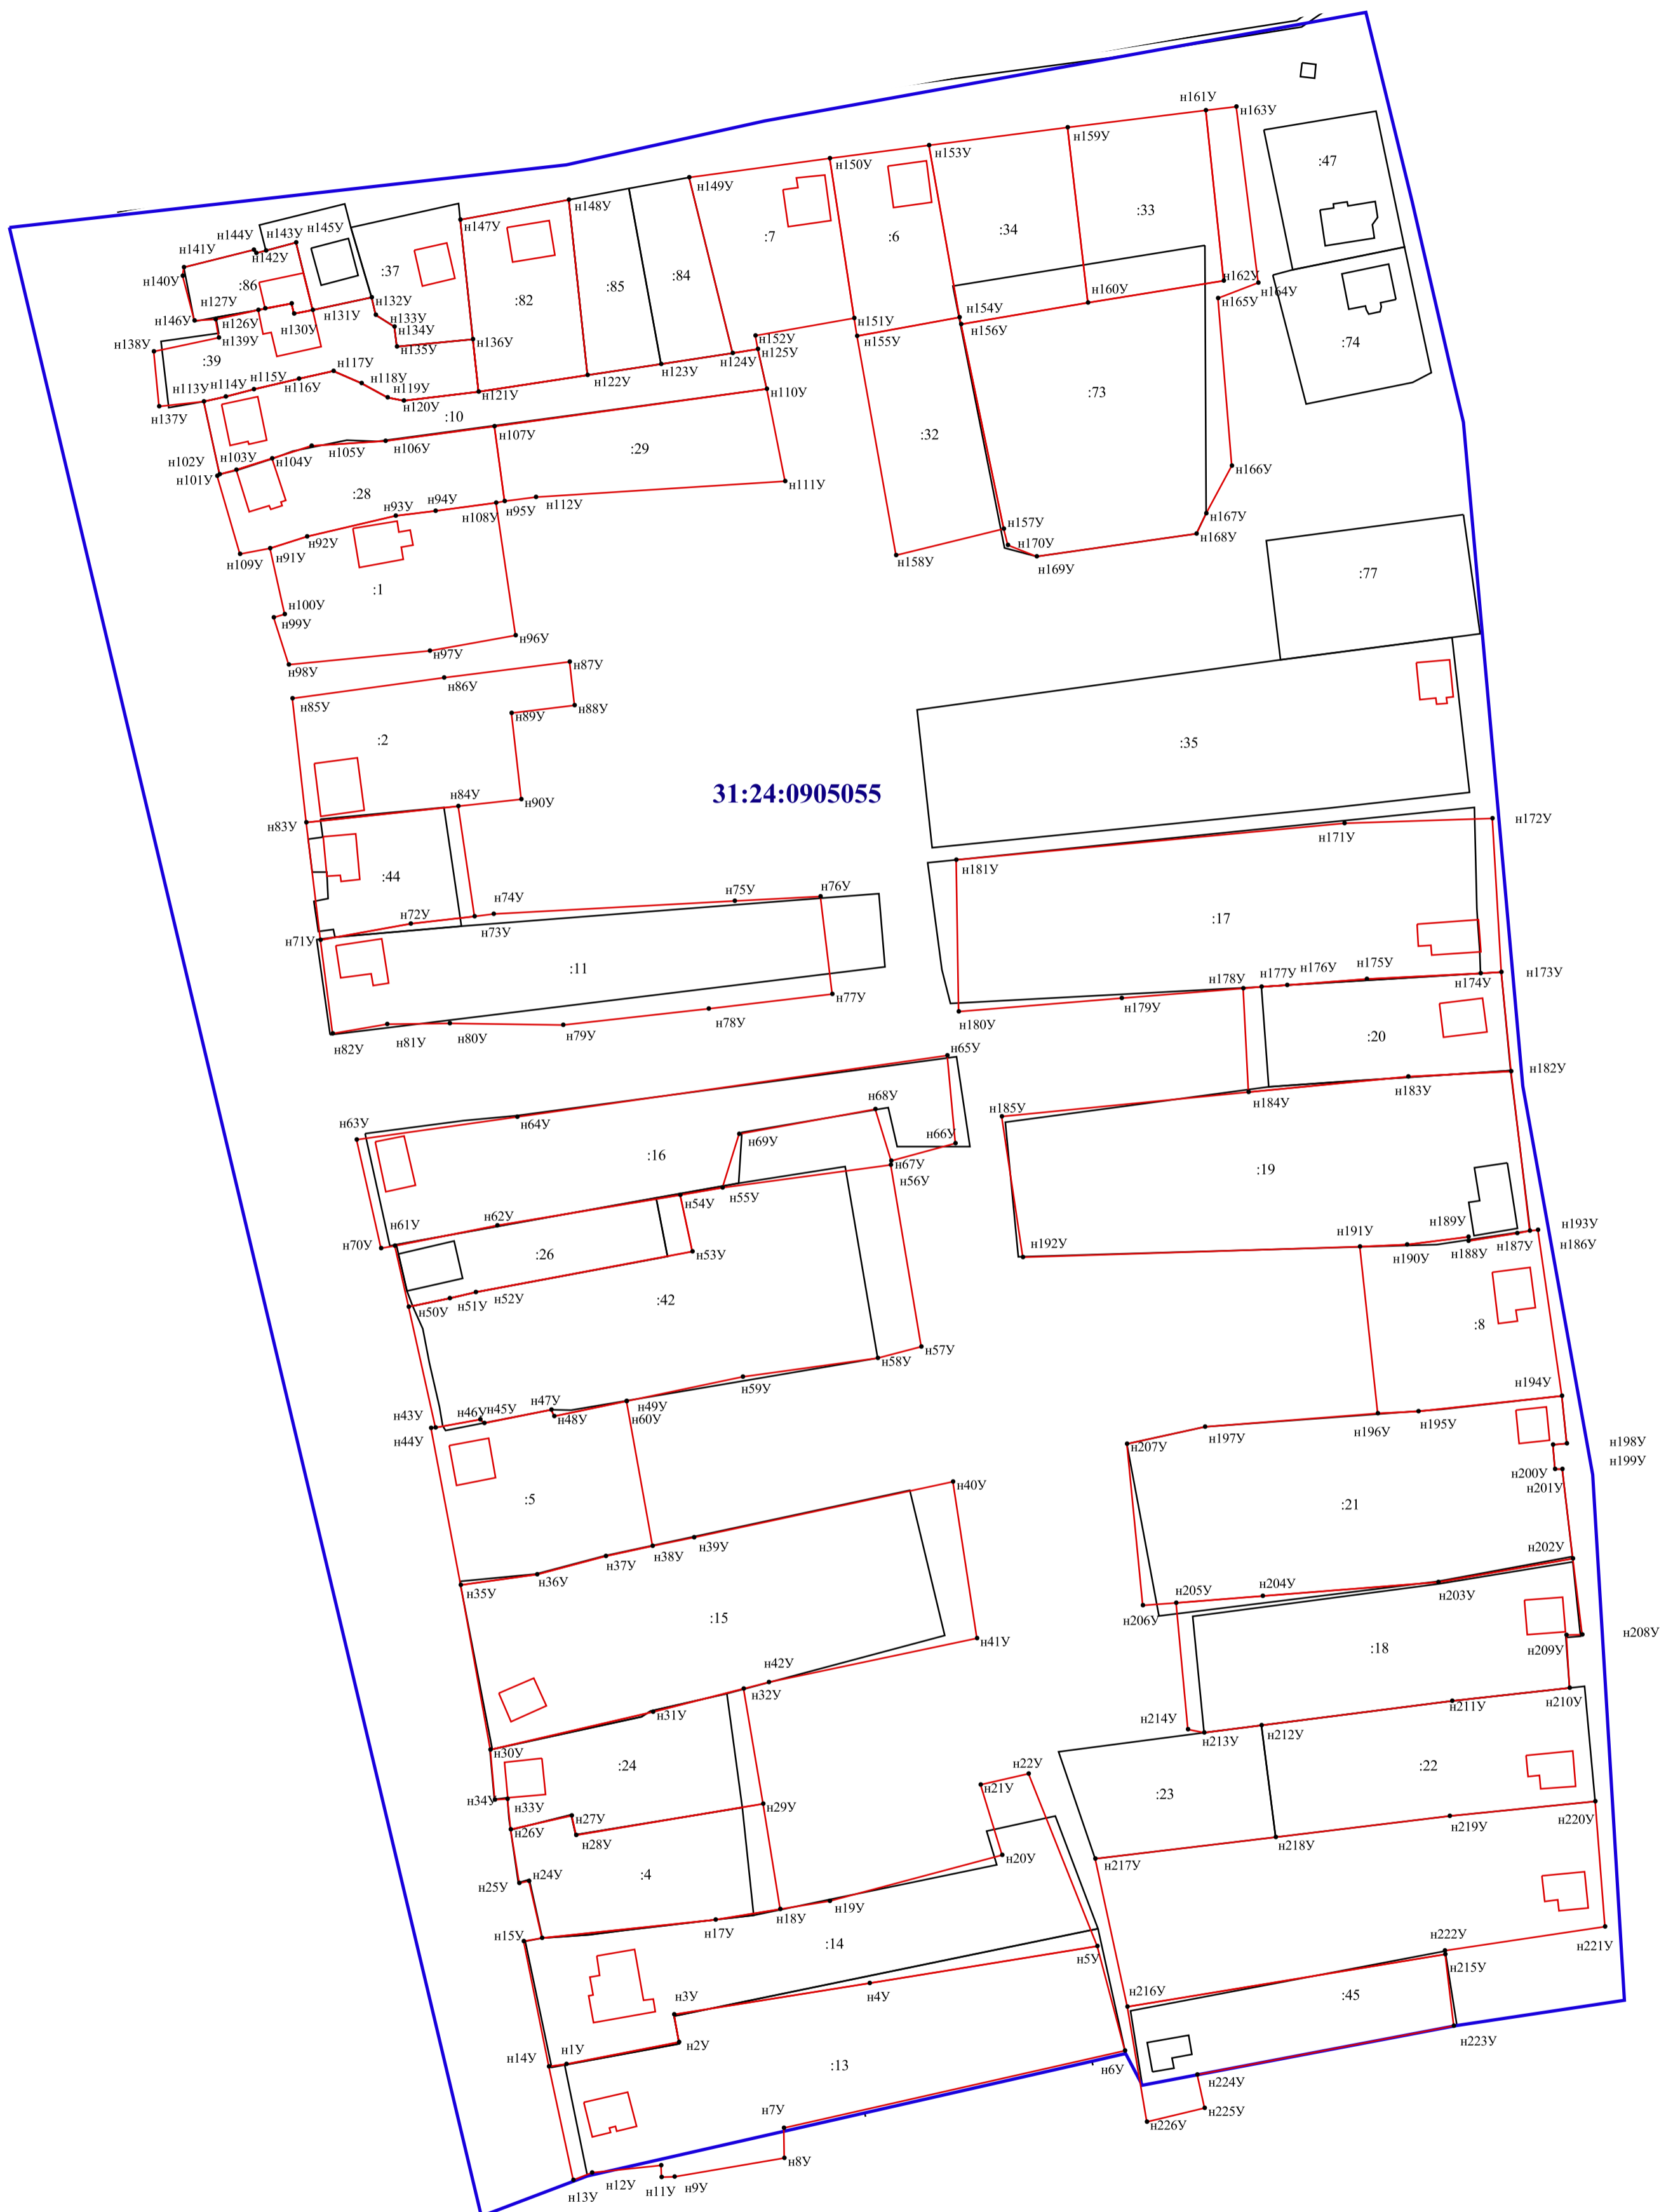 н161У
н163У
н159У
:47
н153У
н150У
н149У
:33
н148У
:34
н145У
н143У
н144У
н147У
:7
:6
н141У
н142У
:37
н140У
:86
:84
н162У
:82
:85
н164У
н127У
н132У
н160У
н165У
н130У
н131У
н133У
н146У
н126У
н154У
н151У
н134У
н156У
н139У
н152У
н155У
н138У
н135У
н136У
:74
:39
н125У
н124У
н117У
н123У
н115У
н116У
н118У
н122У
н113У
н114У
н119У
н121У
н110У
:73
н137У
н120У
:10
н107У
:32
н105У
н106У
:29
н103У
н104У
н102У
н101У
н111У
:28
н94У
н93У
н108У
н95У
н112У
н157У
н167У
н166У
н92У
н168У
н91У
н109У
н170У
н158У
н169У
:77
:1
н100У
н99У
н96У
н97У
н98У
н87У
н86У
н85У
н88У
н89У
:2
:35
31:24:0905055
н84У
н90У
н83У
н172У
н171У
н181У
:44
н76У
н75У
н74У
:17
н72У
н73У
н71У
:11
н175У
н173У
н178У
н177У
н176У
н174У
н77У
н179У
н78У
н180У
н82У
н81У
н80У
н79У
:20
н65У
н182У
н183У
н184У
н68У
н185У
н64У
н63У
н69У
н66У
:16
н67У
:19
н56У
н55У
н54У
н62У
н61У
н189У
н193У
н191У
н187У
н186У
н70У
:26
н53У
н190У
н188У
н192У
н52У
н51У
н50У
:42
:8
н57У
н58У
н59У
н194У
н47У
н49У
н43У
н46У
н45У
н48У
н60У
н195У
н196У
н44У
н197У
н207У
н198У
н199У
н200У
н201У
н40У
:5
:21
н39У
н38У
н202У
н37У
н36У
н35У
н204У
н203У
н205У
н206У
:15
н208У
н41У
:18
н209У
н42У
н32У
н210У
н31У
н211У
н214У
н212У
н213У
н30У
:24
н22У
:22
н21У
:23
н34У
н33У
н29У
н27У
н219У
н220У
н26У
н28У
н218У
н20У
н217У
н24У
:4
н25У
н19У
н18У
н17У
н15У
:14
н221У
н222У
н5У
н215У
н4У
:45
н3У
н216У
н223У
н1У
н2У
н14У
:13
н6У
н224У
н7У
н225У
н226У
н8У
н12У
н9У
н11У
н13У